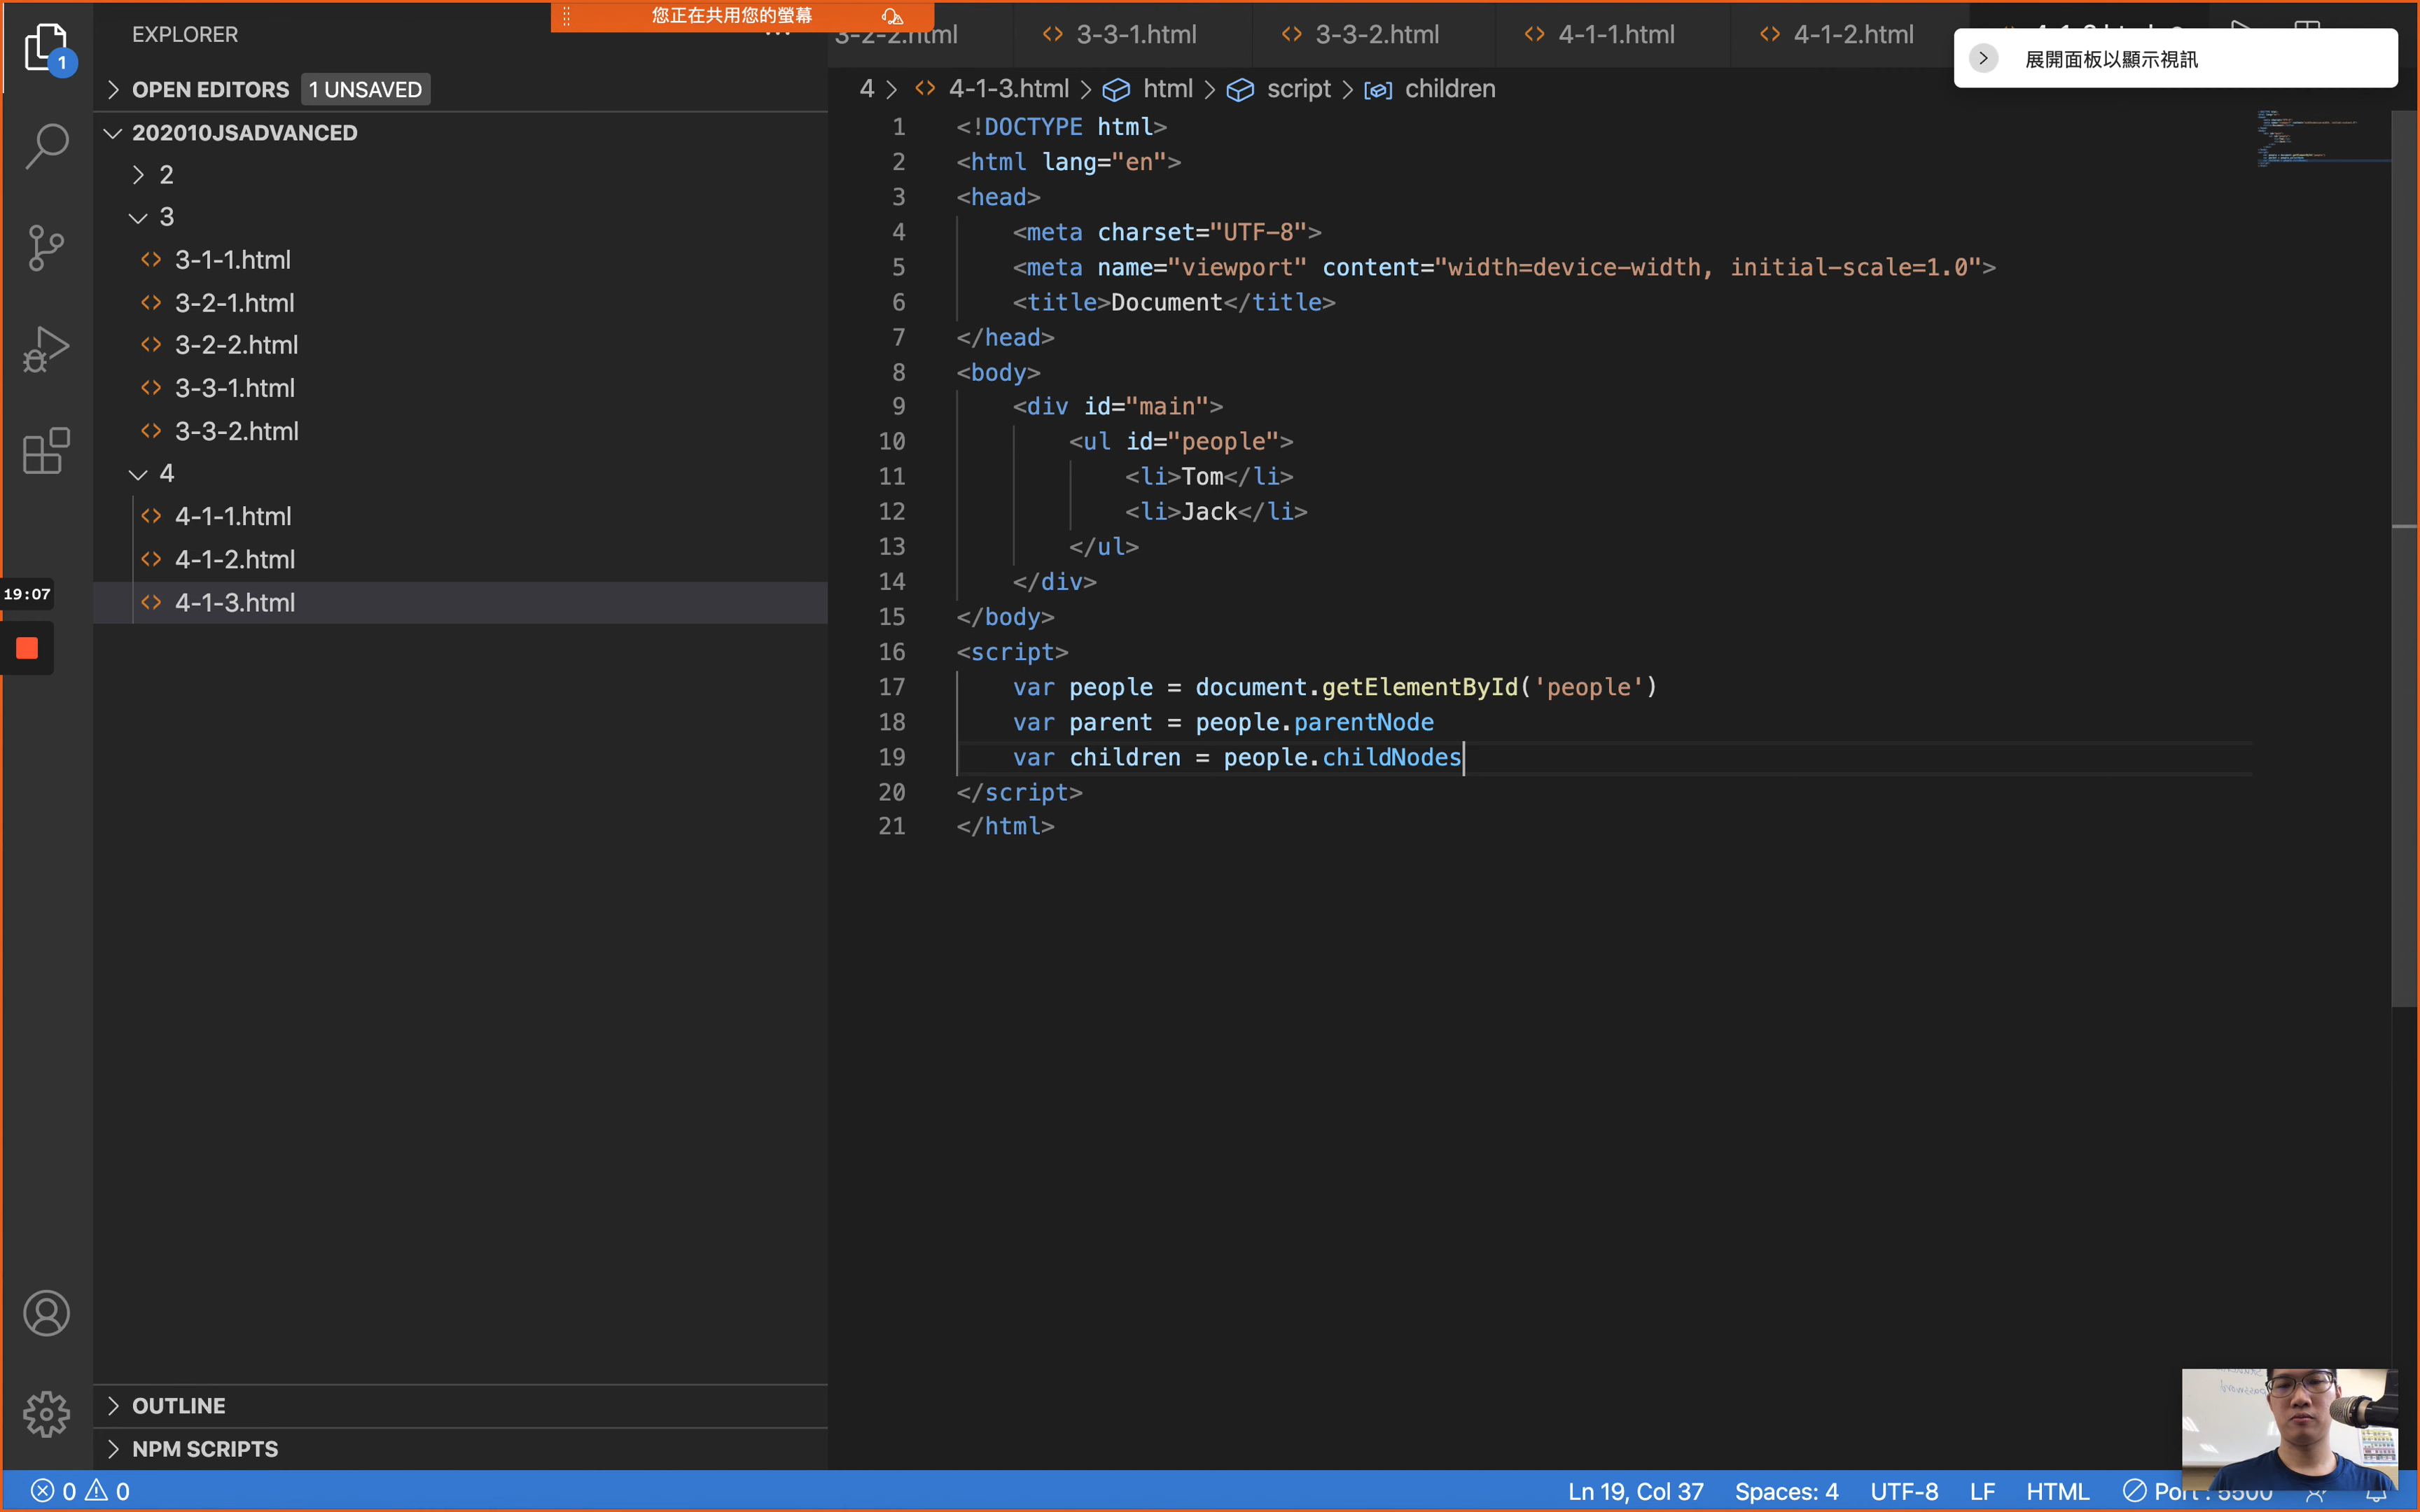 您正在共用您的螢幕
EXPLORER
3-2-2.html
3-3-1.html
3-3-2.html
4-1-1.html
4-1-2.html
展開面板以顯示視訊
1
OPEN EDITORS
1 UNSAVED
4 > 4-1-3.html > html > script > children
202010JSADVANCED
2
3
3-1-1.html
3-2-1.html
3-2-2.html
3-3-1.html
3-3-2.html
4
4-1-1.html
4-1-2.html
4-1-3.html
19:07
1 <!DOCTYPE html>
2 <html lang="en">
3 <head>
4 <meta charset="UTF-8">
5 <meta name="viewport" content="width=device-width, initial-scale=1.0">
6 <title>Document</title>
7 </head>
8 <body>
9 <div id="main">
10 <ul id="people">
11 <li>Tom</li>
12 <li>Jack</li>
13 </ul>
14 </div>
15 </body>
16 <script>
17 var people = document.getElementById('people')
18 var parent = people.parentNode
19 var children = people.childNodes
20 </script>
21 </html>
OUTLINE
NPM SCRIPTS
0 0
Ln 19, Col 37
Spaces: 4
UTF-8
LF
HTML
Port : 5500